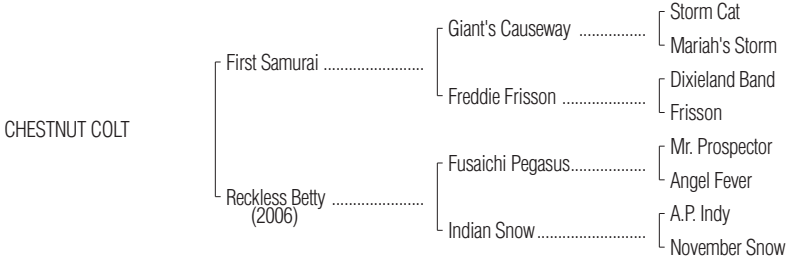 Storm Cat
Giant's Causeway ................
Mariah's Storm
First Samurai ........................
Dixieland Band
Freddie Frisson ....................
Frisson
CHESTNUT COLT
Mr. Prospector
Fusaichi Pegasus..................
Angel Fever
Reckless Betty ......................
(2006)
A.P. Indy
Indian Snow..........................
November Snow